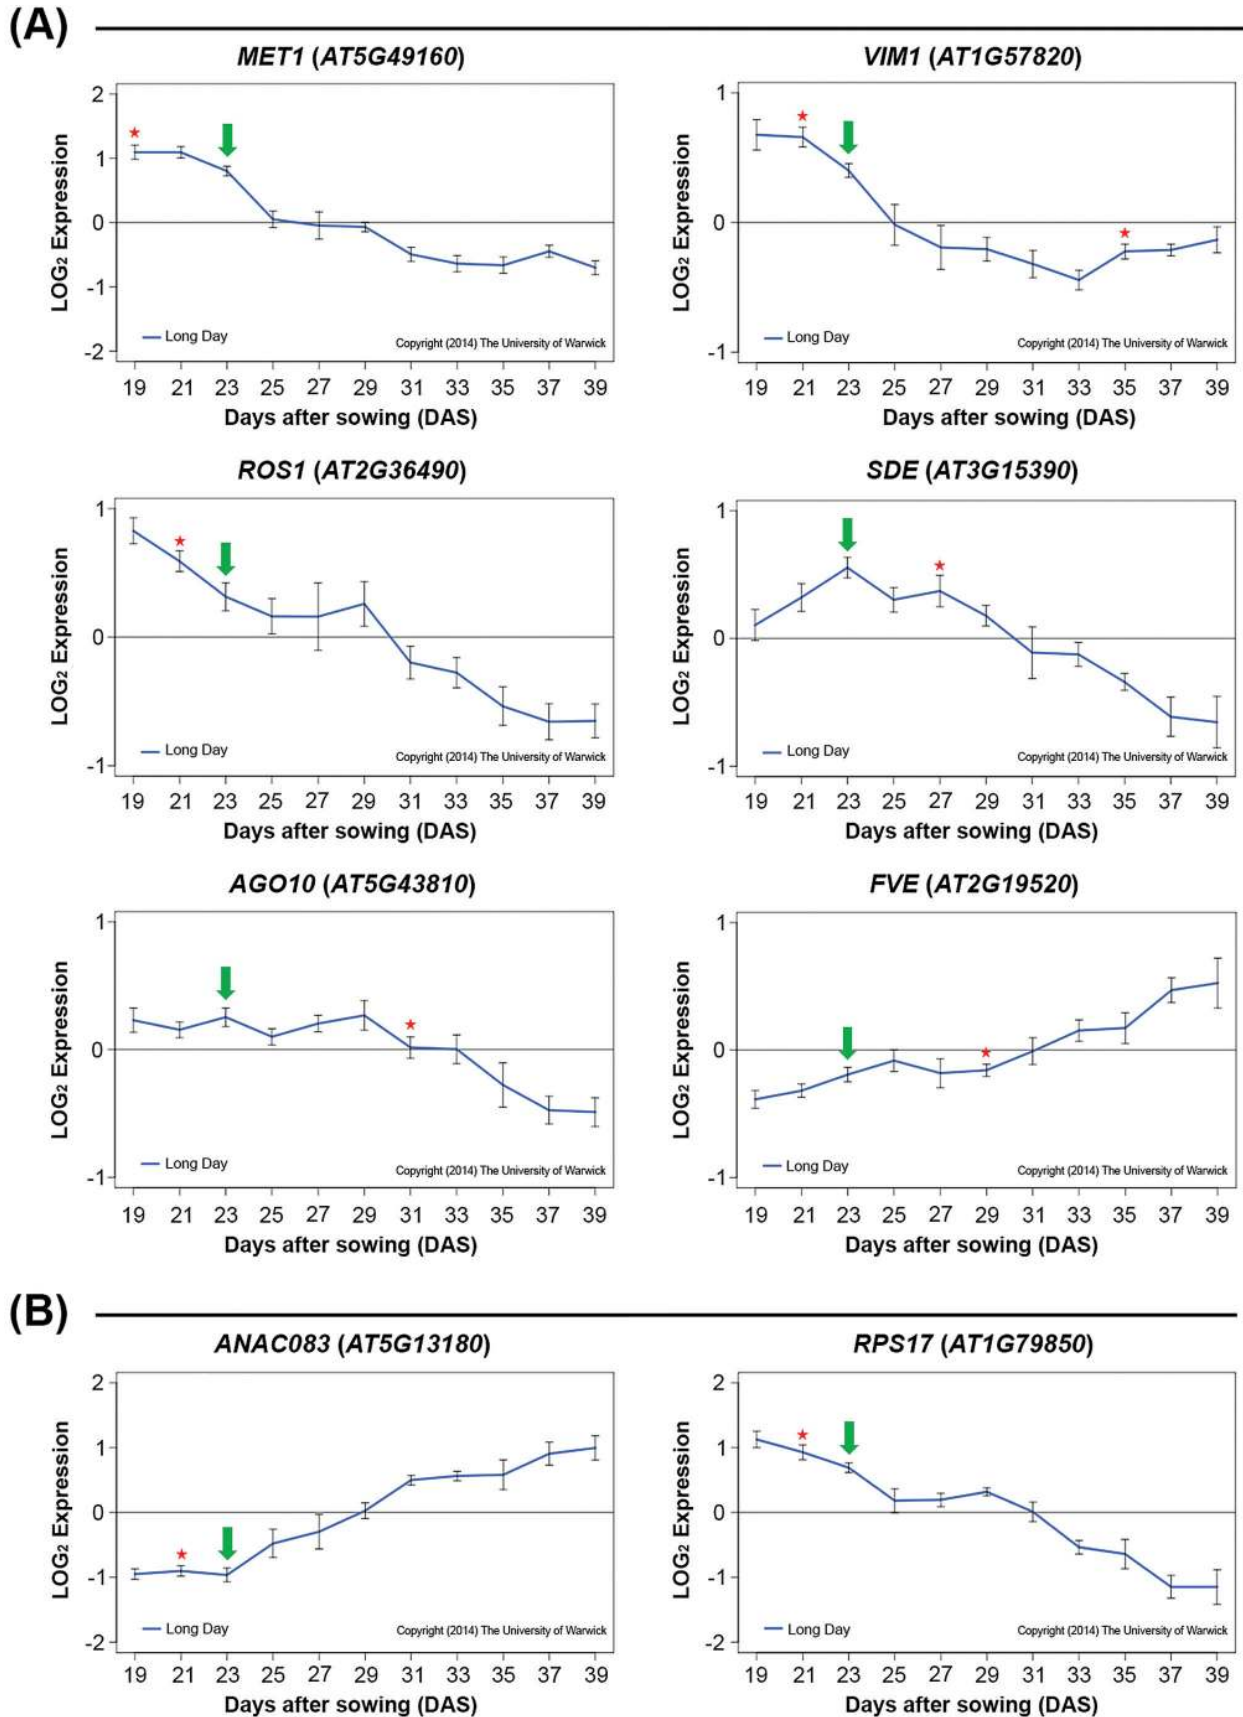 (A)
MET1 (AT5G49160)
LOG2 Expression
2
1
0
-1
-2
Long Day
Copyright (2014) The University of Warwick
19 21 23 25 27 29 31 33 35 37 39
Days after sowing (DAS)
VIM1 (AT1G57820)
LOG2 Expression
1
0
-1
Long Day
Copyright (2014) The University of Warwick
19 21 23 25 27 29 31 33 35 37 39
Days after sowing (DAS)
ROS1 (AT2G36490)
LOG2 Expression
1
0
-1
Long Day
Copyright (2014) The University of Warwick
19 21 23 25 27 29 31 33 35 37 39
Days after sowing (DAS)
SDE (AT3G15390)
LOG2 Expression
1
0
-1
Long Day
Copyright (2014) The University of Warwick
19 21 23 25 27 29 31 33 35 37 39
Days after sowing (DAS)
AGO10 (AT5G43810)
LOG2 Expression
1
0
-1
Long Day
Copyright (2014) The University of Warwick
19 21 23 25 27 29 31 33 35 37 39
Days after sowing (DAS)
FVE (AT2G19520)
LOG2 Expression
1
0
-1
Long Day
Copyright (2014) The University of Warwick
19 21 23 25 27 29 31 33 35 37 39
Days after sowing (DAS)
(B)
ANAC083 (AT5G13180)
LOG2 Expression
2
1
0
-1
-2
Long Day
Copyright (2014) The University of Warwick
19 21 23 25 27 29 31 33 35 37 39
Days after sowing (DAS)
RPS17 (AT1G79850)
LOG2 Expression
2
1
0
-1
-2
Long Day
Copyright (2014) The University of Warwick
19 21 23 25 27 29 31 33 35 37 39
Days after sowing (DAS)